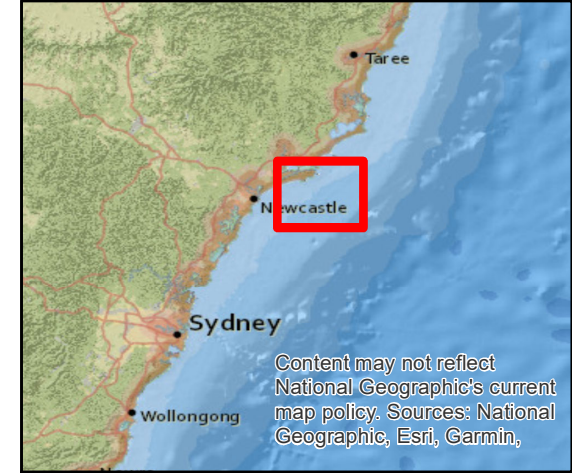 Taree
Newcastle
Sydney
Content may not reflect
National Geographic's current
map policy. Sources: National
Geographic, Esri, Garmin,
Wollongong